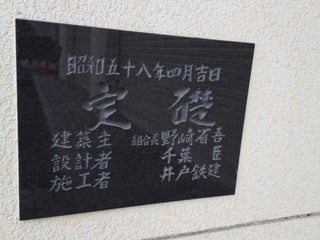 昭和五十八年四月吉日
定礎
建築主 組合長 野崎省吾
設計者 千葉臣
施工者 井戸鉄建